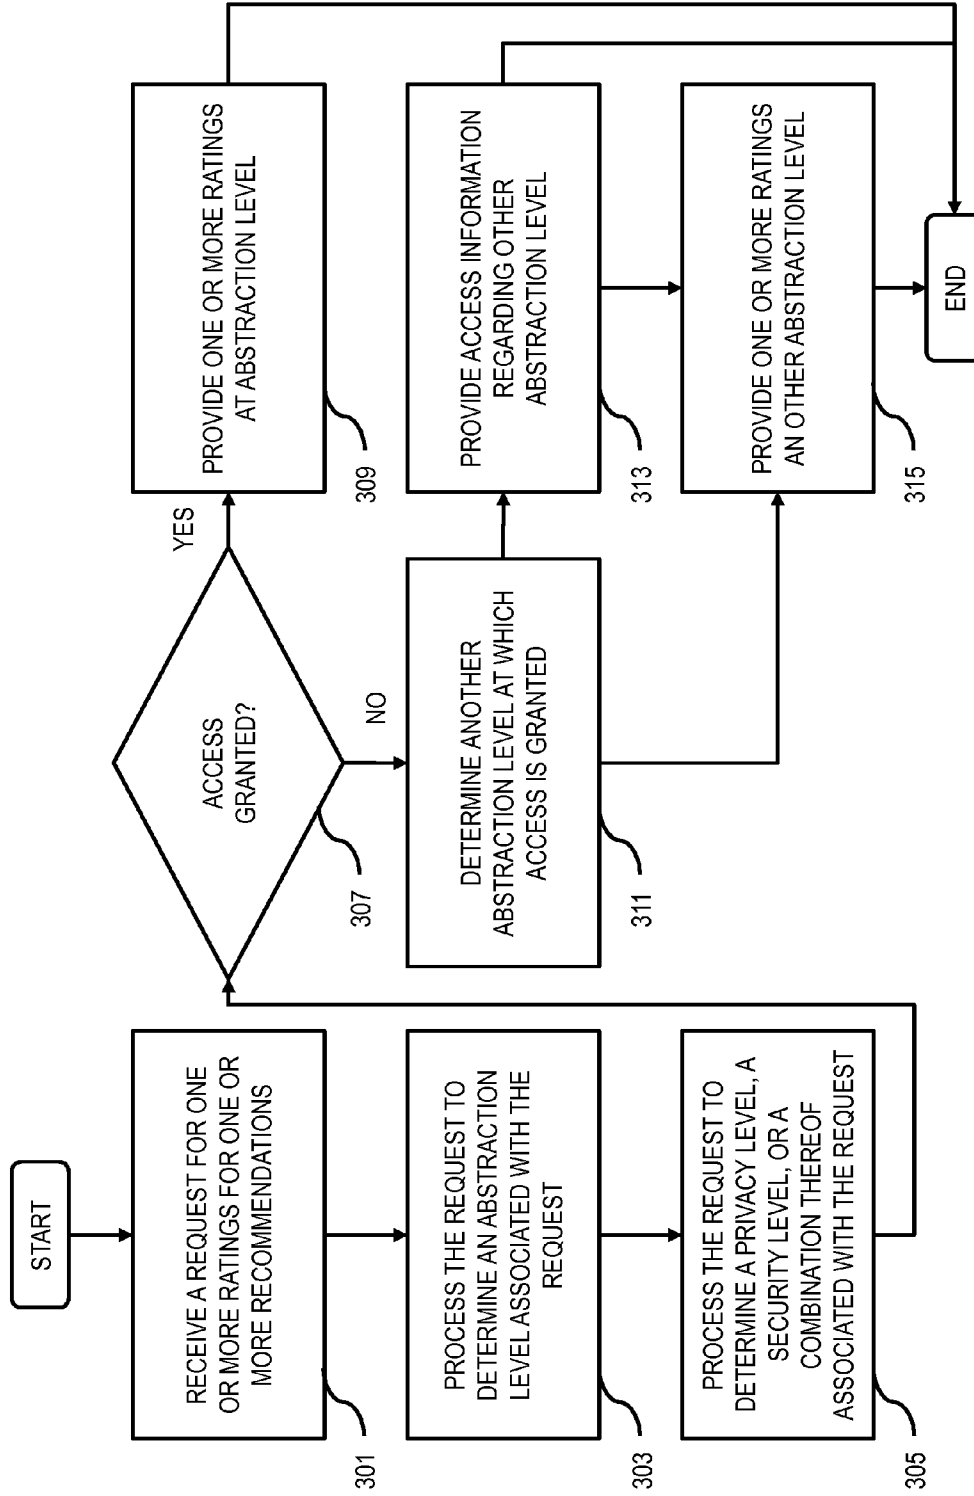 START
RECEIVE A REQUEST FOR ONE
OR MORE RATINGS FOR ONE OR
MORE RECOMMENDATIONS
301
PROCESS THE REQUEST TO
DETERMINE AN ABSTRACTION
LEVEL ASSOCIATED WITH THE
REQUEST
303
PROCESS THE REQUEST TO
DETERMINE A PRIVACY LEVEL, A
SECURITY LEVEL, OR A
COMBINATION THEREOF
ASSOCIATED WITH THE REQUEST
305
ACCESS
GRANTED?
307
YES
NO
PROVIDE ONE OR MORE RATINGS
AT ABSTRACTION LEVEL
309
DETERMINE ANOTHER
ABSTRACTION LEVEL AT WHICH
ACCESS IS GRANTED
311
PROVIDE ACCESS INFORMATION
REGARDING OTHER
ABSTRACTION LEVEL
313
PROVIDE ONE OR MORE RATINGS
AN OTHER ABSTRACTION LEVEL
315
END